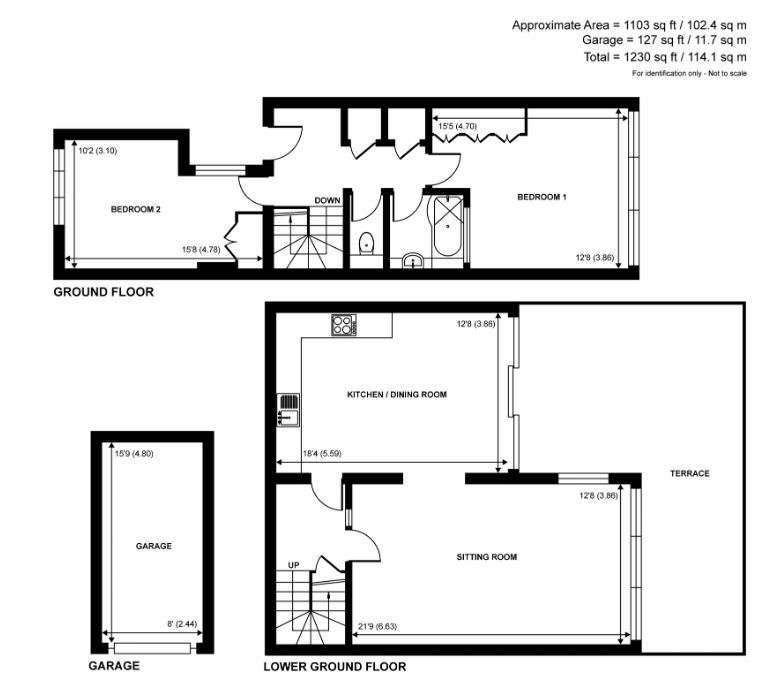 Approximate Area = 1103 sq ft / 102.4 sq m
Garage = 127 sq ft / 11.7 sq m
Total = 1230 sq ft / 114.1 sq m
For identification only - Not to scale
15'5 (4.70)
10'2 (3.10)
12'8 (3.86)
BEDROOM 2
DOWN
BEDROOM 1
15'8 (4.78)
GROUND FLOOR
12'8 (3.86)
KITCHEN / DINING ROOM
18'4 (5.59)
15'9 (4.80)
TERRACE
12'8 (3.86)
GARAGE
SITTING ROOM
UP
8' (2.44)
21'9 (6.63)
GARAGE
LOWER GROUND FLOOR